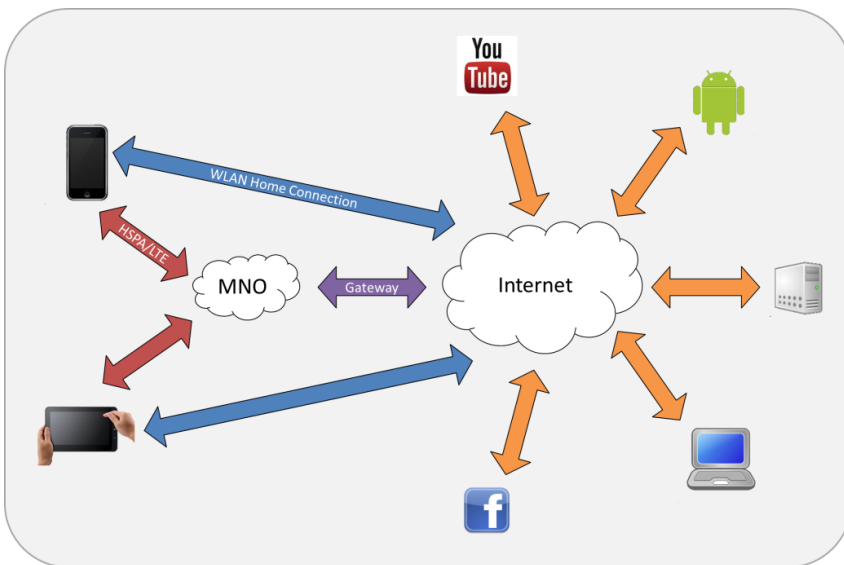 You
Tube
WLAN Home Connection
HSPA/LTE
MNO
Gateway
Internet
f